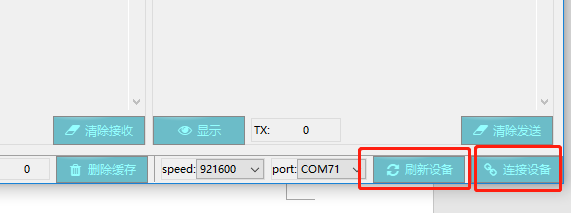 清除接收
显示
TX: 0
清除发送
0
删除缓存
speed: 921600
port: COM71
刷新设备
连接设备